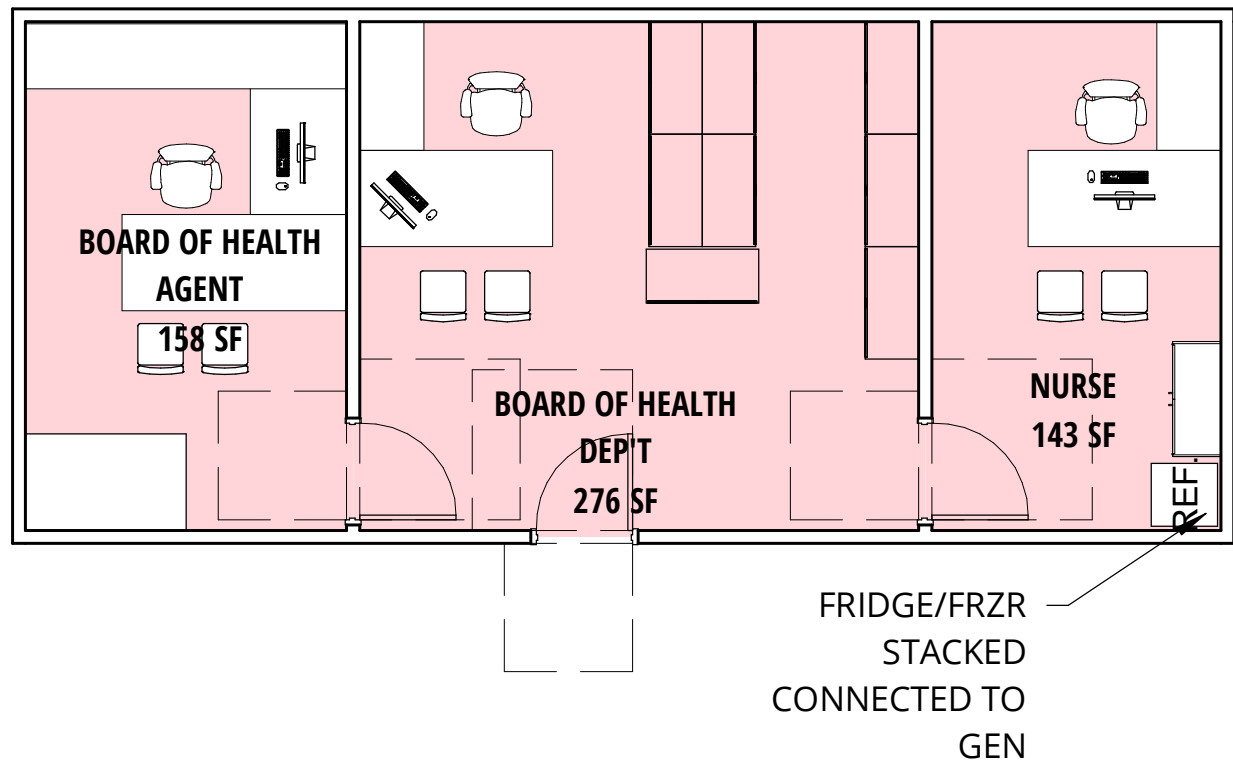 BOARD OF HEALTH
AGENT
158 SF
BOARD OF HEALTH
DEP'T
276 SF
NURSE
143 SF
REF.
FRIDGE/FRZR
STACKED
CONNECTED TO
GEN